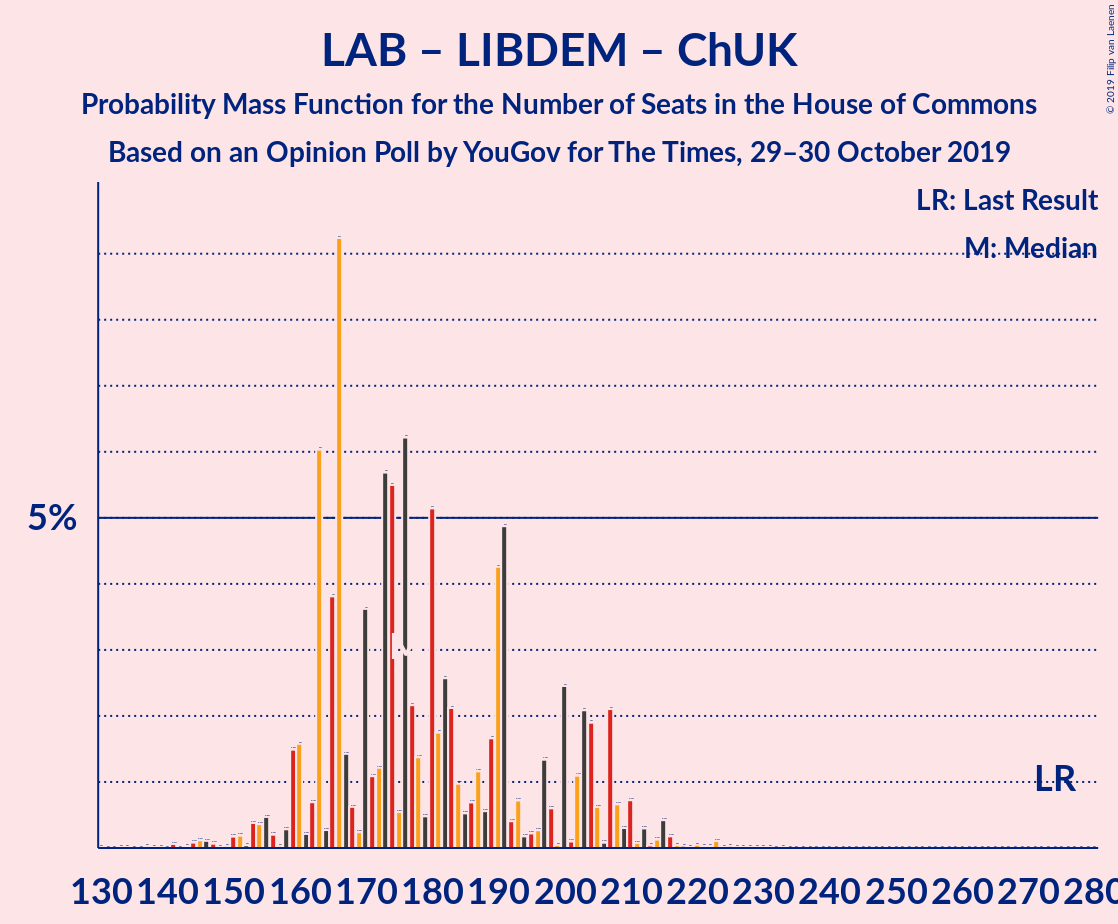 LAB – LIBDEM – ChUK
Probability Mass Function for the Number of Seats in the House of Commons
Based on an Opinion Poll by YouGov for The Times, 29–30 October 2019
© 2019 Filip van Laenen
LR: Last Result
M: Median
5%
LR
130 140 150 160 170 180 190 200 210 220 230 240 250 260 270 280